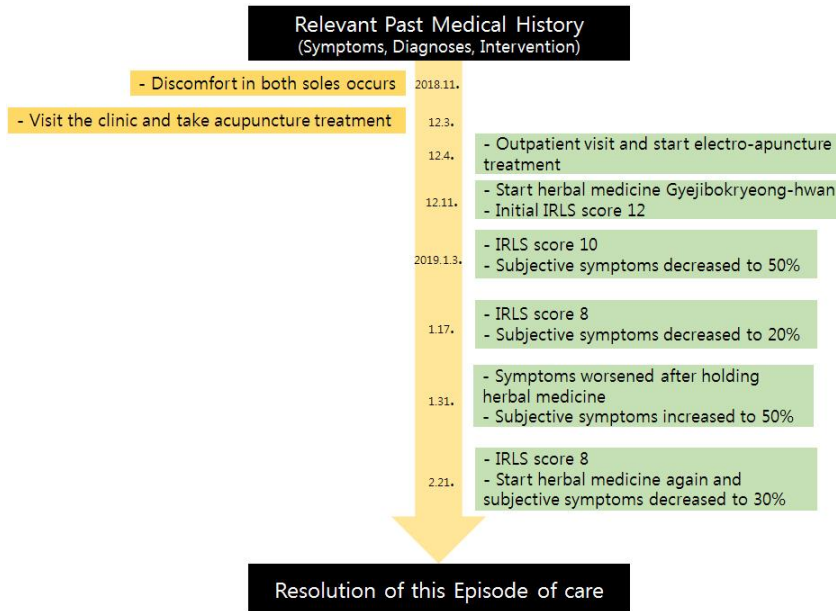 Relevant Past Medical History
(Symptoms, Diagnoses, Intervention)
- Discomfort in both soles occurs
2018.11.
- Visit the clinic and take acupuncture treatment
12.3.
12.4.
- Outpatient visit and start electro-apuncture
treatment
12.11.
- Start herbal medicine Gyejibokryeong-hwan
- Initial IRLS score 12
2019.1.3.
- IRLS score 10
- Subjective symptoms decreased to 50%
1.17.
- IRLS score 8
- Subjective symptoms decreased to 20%
1.31.
- Symptoms worsened after holding
herbal medicine
- Subjective symptoms increased to 50%
2.21.
- IRLS score 8
- Start herbal medicine again and
subjective symptoms decreased to 30%
Resolution of this Episode of care